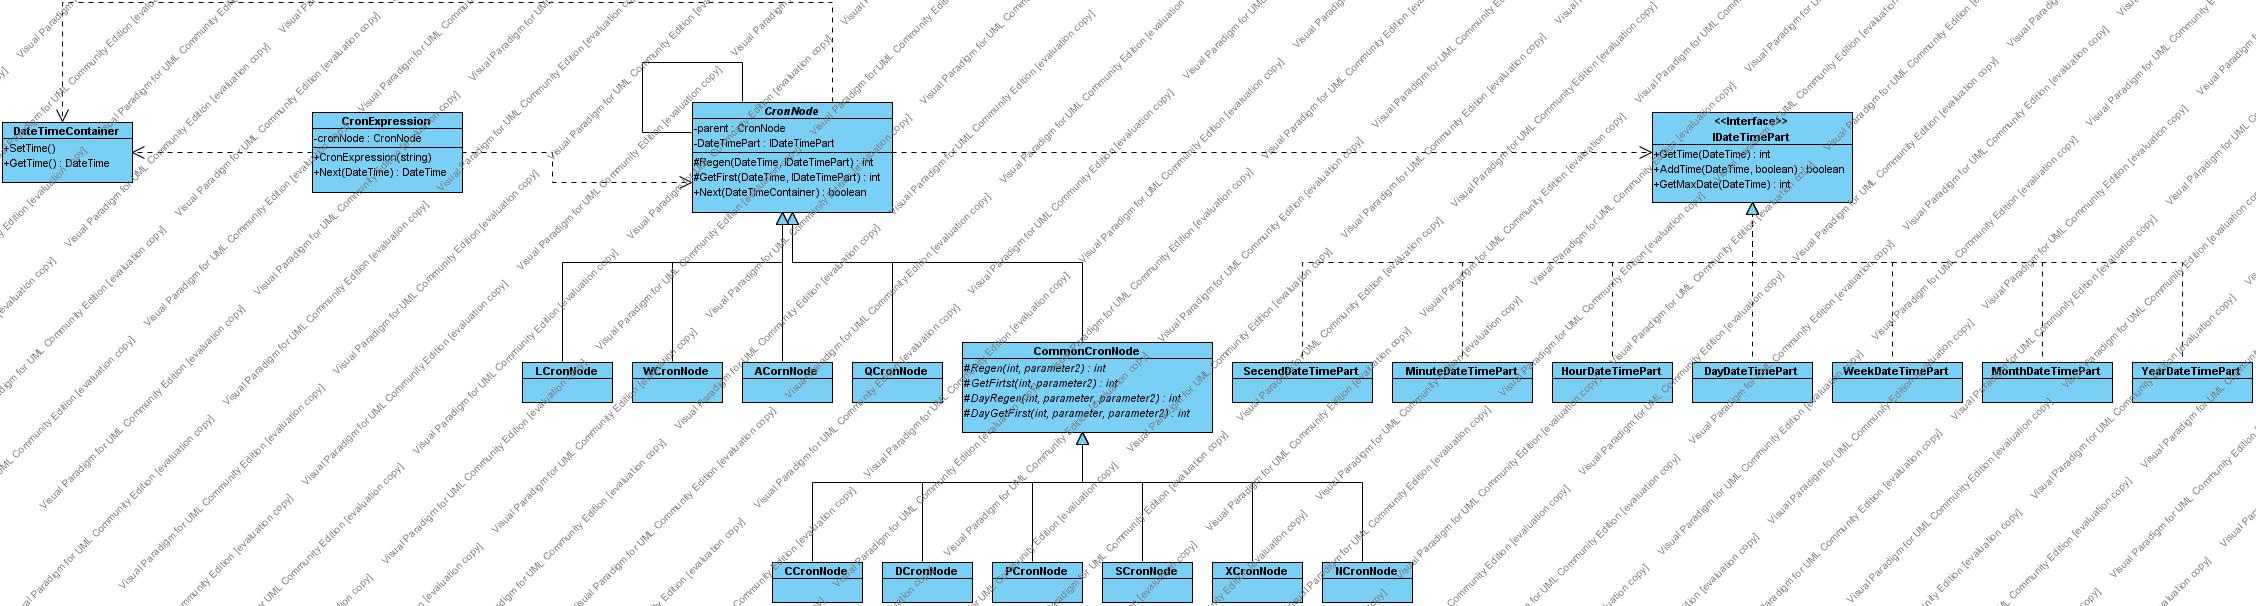 DateTimeContainer
+SetTime()
+GetTime() : DateTime
CronExpression
-cronNode : CronNode
+CronExpression(string)
+Next(DateTime) : DateTime
CronNode
-parent : CronNode
-DateTimePart : IDateTimePart
#Regen(DateTime, IDateTimePart) : int
#GetFirst(DateTime, IDateTimePart) : int
+Next(DateTimeContainer) : boolean
<<Interface>>
IDateTimePart
+GetTime(DateTime) : int
+AddTime(DateTime, boolean) : boolean
+GetMaxDate(DateTime) : int
LCronNode
WCronNode
ACornNode
QCronNode
CommonCronNode
#Regen(int, parameter2) : int
#GetFirtst(int, parameter2) : int
#DayRegen(int, parameter, parameter2) : int
#DayGetFirst(int, parameter, parameter2) : int
SecendDateTimePart
MinuteDateTimePart
HourDateTimePart
DayDateTimePart
WeekDateTimePart
MonthDateTimePart
YearDateTimePart
CCronNode
DCronNode
PCronNode
SCronNode
XCronNode
NCronNode
Visual Paradigm for UML Community Edition [evaluation copy]